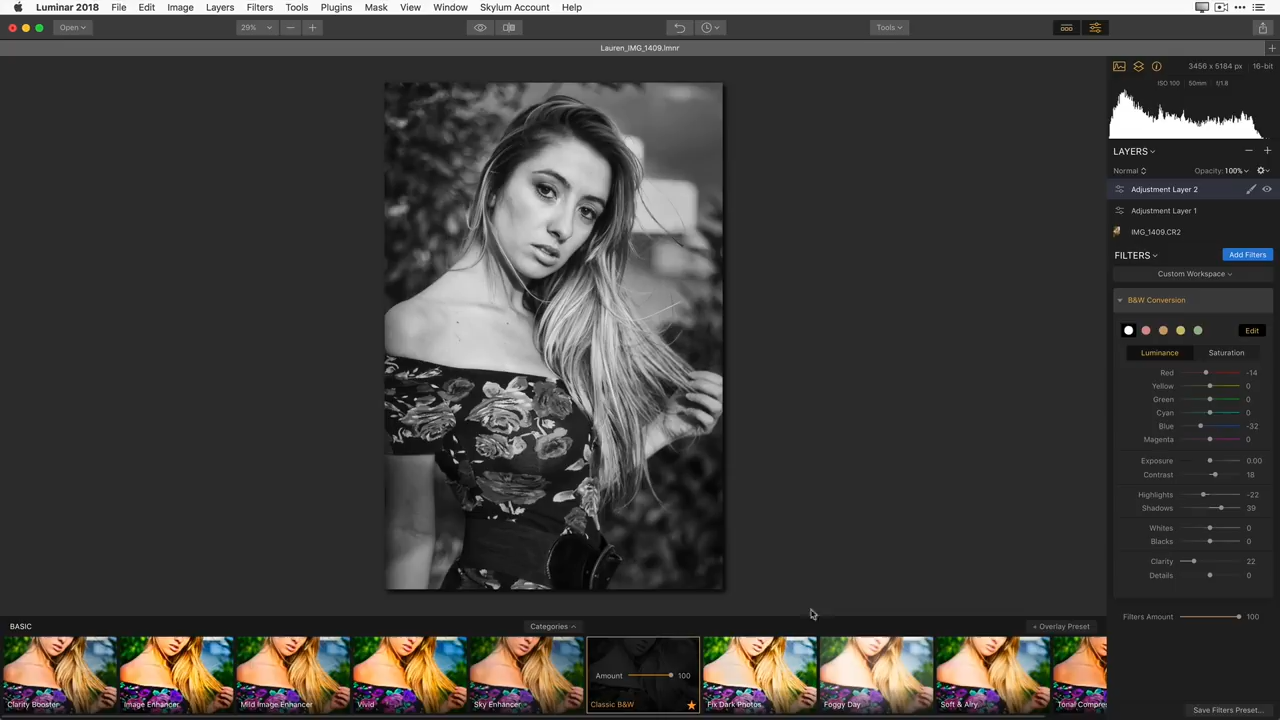 Luminar 2018 File Edit Image Layers Filters Tools Plugins Mask View Window Skylum Account Help
Open 29% Tools
Lauren_IMG_1409.lmnr
3456 x 5184 px 16-bit
ISO 100 50mm f/1.8
LAYERS
Normal Opacity: 100%
Adjustment Layer 2
Adjustment Layer 1
IMG_1409.CR2
FILTERS Add Filters
Custom Workspace
B&W Conversion
Edit
Luminance Saturation
Red -14
Yellow 0
Green 0
Cyan 0
Blue -32
Magenta 0
Exposure 0.00
Contrast 18
Highlights -22
Shadows 39
Whites 0
Blacks 0
Clarity 22
Details 0
Filters Amount 100
BASIC Categories + Overlay Preset
Amount 100
Clarity Booster Image Enhancer Mild Image Enhancer Vivid Sky Enhancer Classic B&W Fix Dark Photos Foggy Day Soft & Airy Tonal Compres
Save Filters Preset...